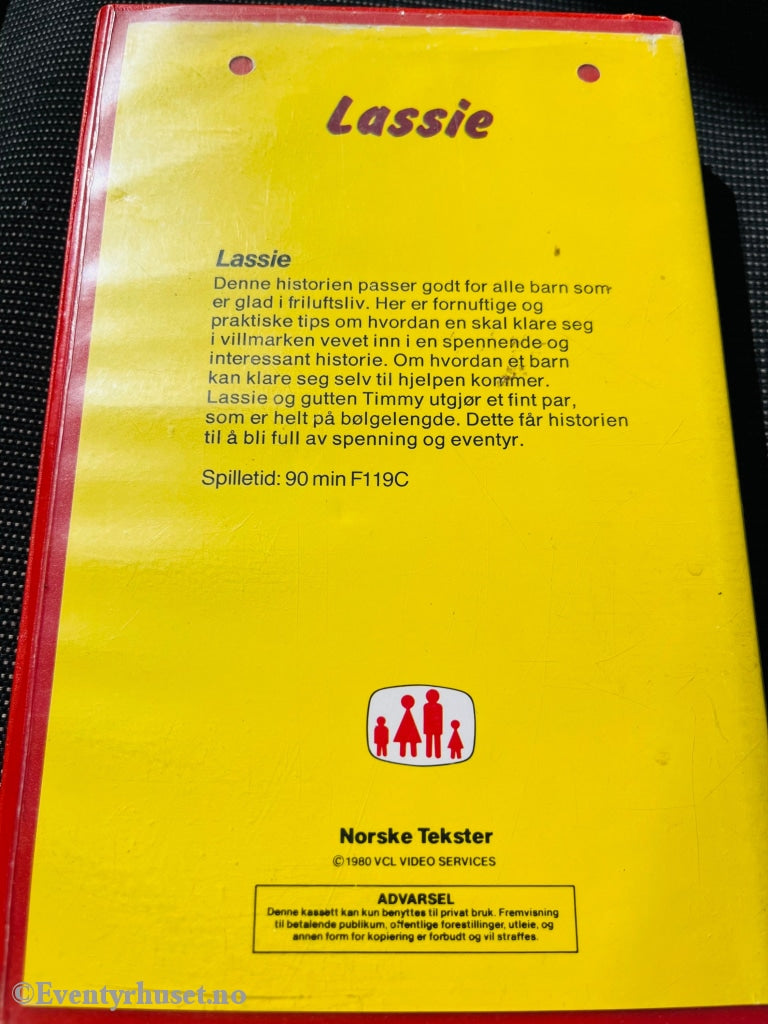 Lassie
Lassie
Denne historien passer godt for alle barn som
er glad i friluftsliv. Her er fornuftige og
praktiske tips om hvordan en skal klare seg
i villmarken vevet inn i en spennende og
interessant historie. Om hvordan et barn
kan klare seg selv til hjelpen kommer.
Lassie og gutten Timmy utgjør et fint par,
som er helt på bølgelengde. Dette får historien
til å bli full av spenning og eventyr.
Spilletid: 90 min F119C
Norske Tekster
©1980 VCL VIDEO SERVICES
ADVARSEL
Denne kassett kan kun benyttes til privat bruk. Fremvisning
til betalende publikum, offentlige forestillinger, utleie, og
annen form for kopiering er forbudt og vil straffes.
©Eventyrhuset.no